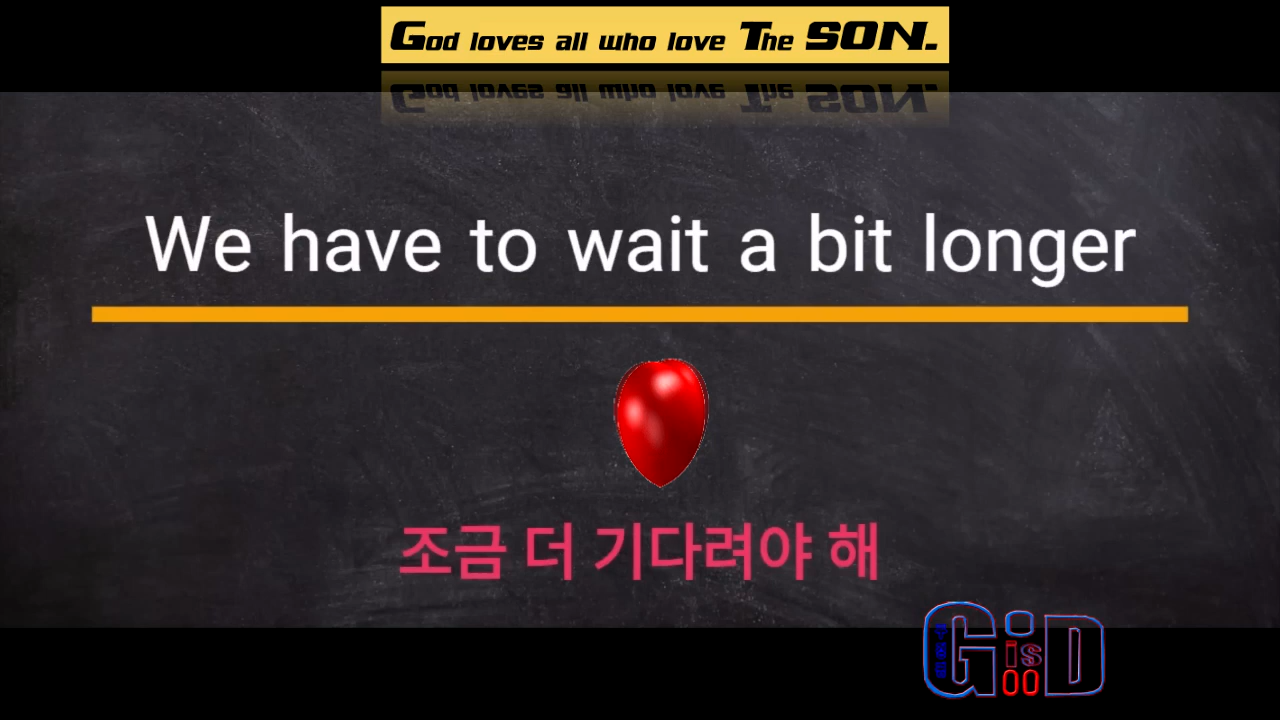 God loves all who love The SON.
We have to wait a bit longer
조금 더 기다려야 해